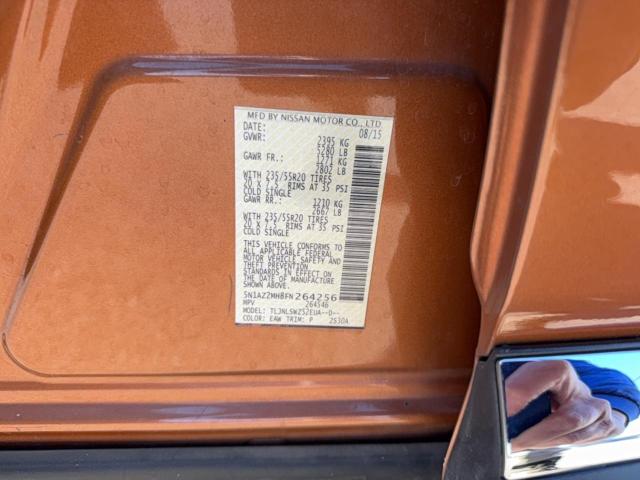 MFD BY NISSAN MOTOR CO., LTD.
DATE: 08/15
GVWR: 2395 KG
5280 LB
GAWR FR.: 1271 KG
2802 LB
WITH 235/55R20 TIRES
20 X 7.5 RIMS AT 35 PSI
COLD SINGLE
GAWR RR.: 1210 KG
2667 LB
WITH 235/55R20 TIRES
20 X 7.5 RIMS AT 35 PSI
COLD SINGLE
THIS VEHICLE CONFORMS TO
ALL APPLICABLE FEDERAL
MOTOR VEHICLE SAFETY AND
THEFT PREVENTION
STANDARDS IN EFFECT
ON THE DATE OF MANUFACTURE
SHOWN ABOVE.
5N1AZ2MH8FN264256
MPV 264546
MODEL: TLJNLSWZ52EUA--D--
COLOR: EAW TRIM: P 2530A